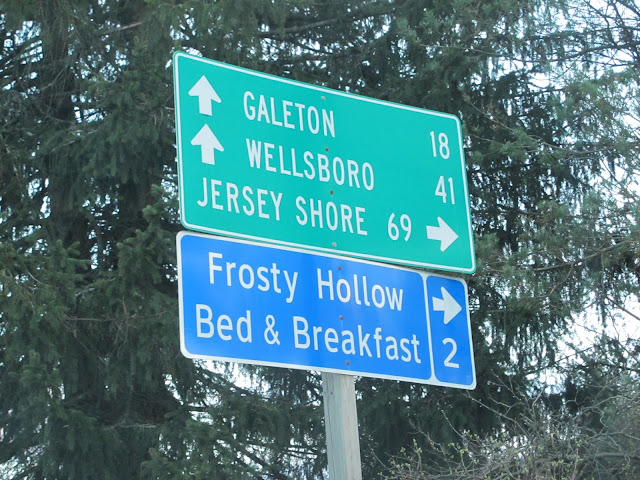 GALETON 18
WELLSBORO 41
JERSEY SHORE 69
Frosty Hollow
Bed & Breakfast 2